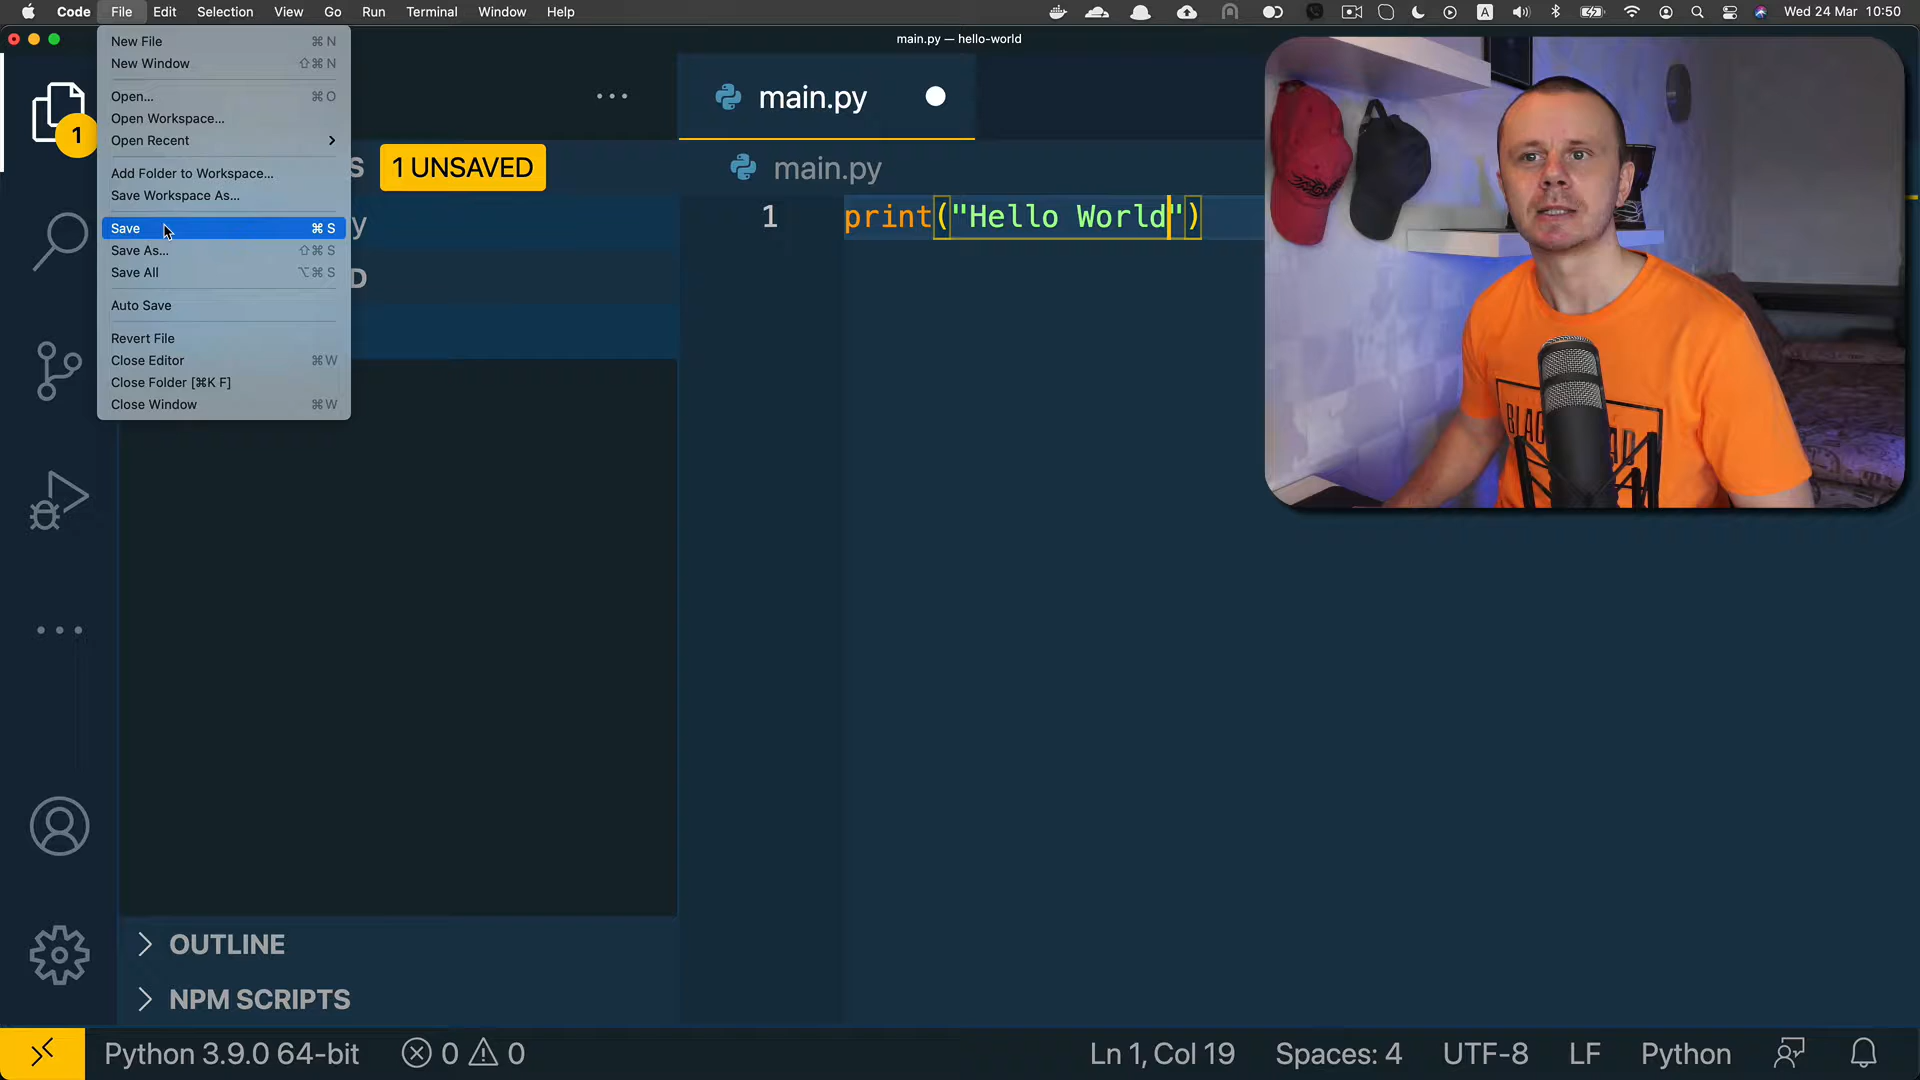 Code File Edit Selection View Go Run Terminal Window Help A Wed 24 Mar 10:50
main.py — hello-world
New File ⌘ N
New Window ⇧⌘ N
Open... ⌘ O
Open Workspace...
Open Recent
Add Folder to Workspace...
Save Workspace As...
Save ⌘ S
Save As... ⇧⌘ S
Save All ⌥⌘ S
Auto Save
Revert File
Close Editor ⌘W
Close Folder [⌘K F]
Close Window ⌘W
1
S 1 UNSAVED
y
D
main.py
main.py
1 print("Hello World")
OUTLINE
NPM SCRIPTS
Python 3.9.0 64-bit 0 0 Ln 1, Col 19 Spaces: 4 UTF-8 LF Python